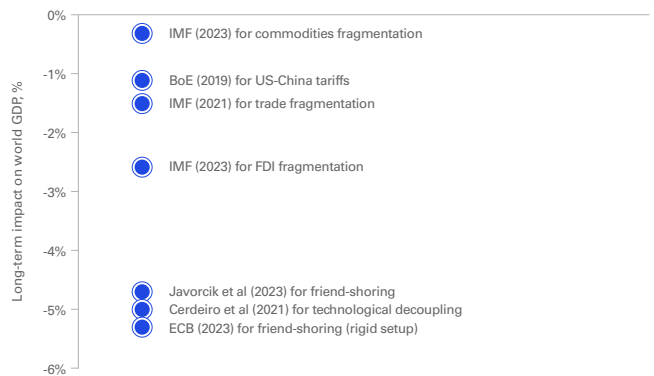 Long-term impact on world GDP, %
0%
IMF (2023) for commodities fragmentation
-1%
BoE (2019) for US-China tariffs
IMF (2021) for trade fragmentation
-2%
IMF (2023) for FDI fragmentation
-3%
-4%
Javorcik et al (2023) for friend-shoring
-5%
Cerdeiro et al (2021) for technological decoupling
ECB (2023) for friend-shoring (rigid setup)
-6%